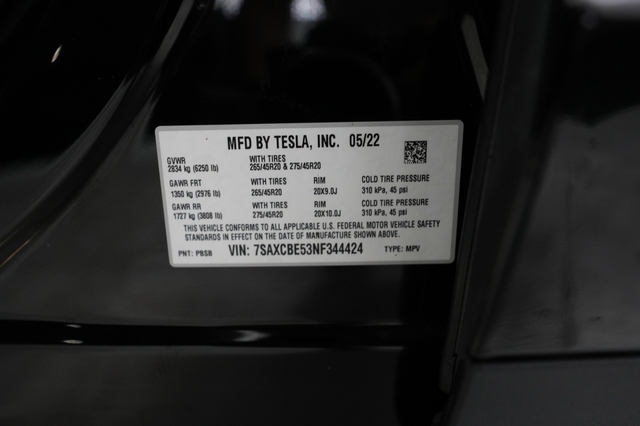 MFD BY TESLA, INC. 05/22
GVWR WITH TIRES
2834 kg (6250 lb) 265/45R20 & 275/45R20
GAWR FRT WITH TIRES RIM COLD TIRE PRESSURE
1350 kg (2976 lb) 265/45R20 20X9.0J 310 kPa, 45 psi
GAWR RR WITH TIRES RIM COLD TIRE PRESSURE
1727 kg (3808 lb) 275/45R20 20X10.0J 310 kPa, 45 psi
THIS VEHICLE CONFORMS TO ALL APPLICABLE U.S. FEDERAL MOTOR VEHICLE SAFETY
STANDARDS IN EFFECT ON THE DATE OF MANUFACTURE SHOWN ABOVE.
PNT: PBSB VIN: 7SAXCBE53NF344424 TYPE: MPV